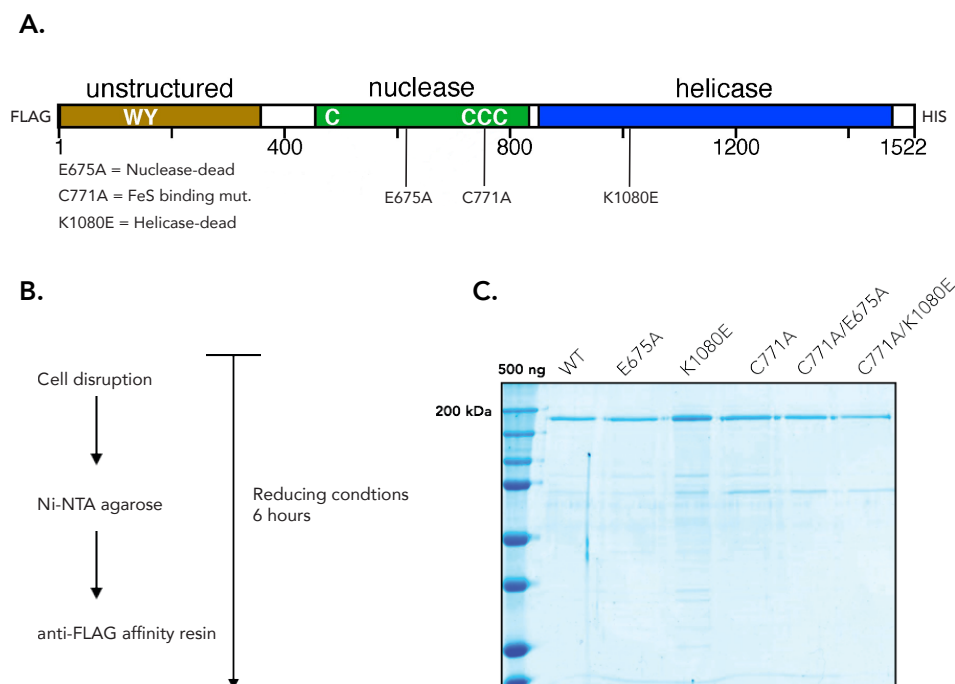 A.
unstructured nuclease helicase
FLAG WY C CCC HIS
1 400 800 1200 1522
E675A = Nuclease-dead
C771A = FeS binding mut.
K1080E = Helicase-dead
E675A C771A K1080E
B.
Cell disruption
Ni-NTA agarose
anti-FLAG affinity resin
Reducing condtions
6 hours
C.
500 ng WT E675A K1080E C771A C771A/E675A C771A/K1080E
200 kDa